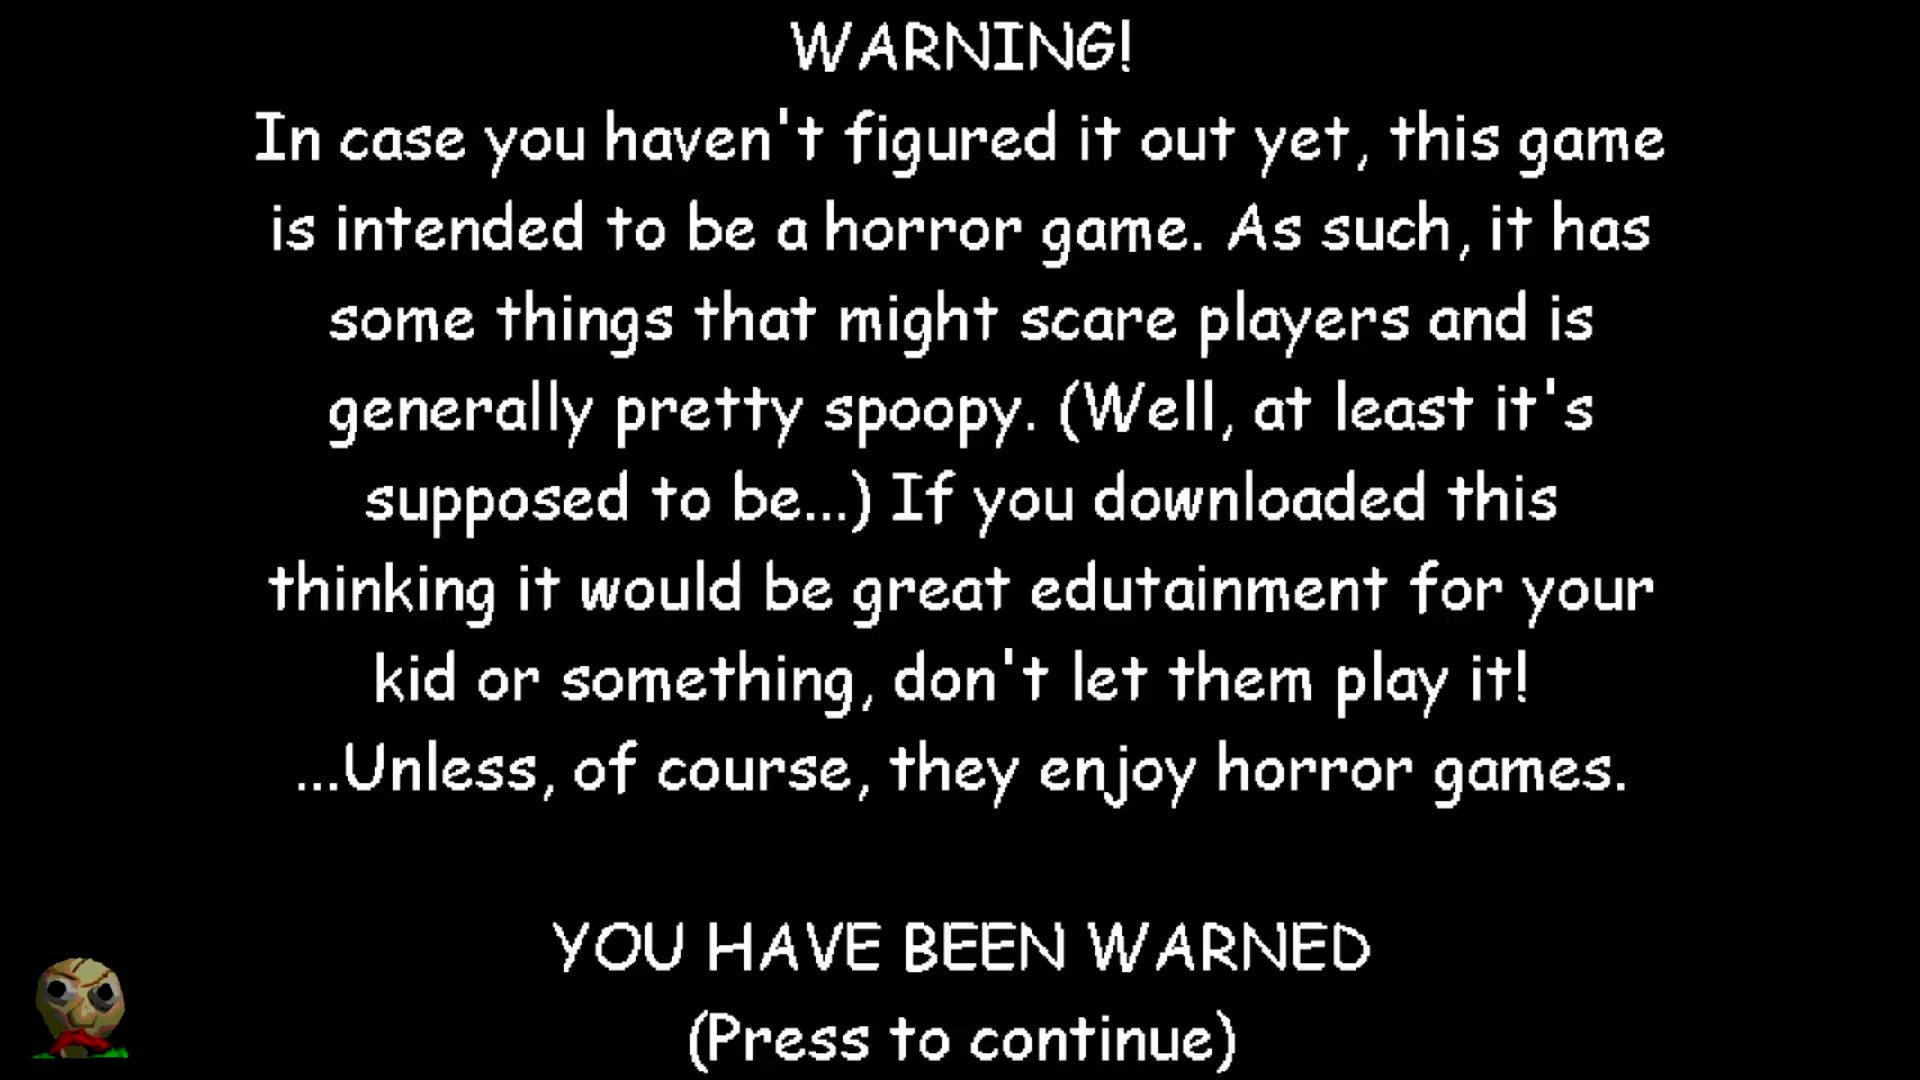 WARNING!
In case you haven't figured it out yet, this game
is intended to be a horror game. As such, it has
some things that might scare players and is
generally pretty spoopy. (Well, at least it's
supposed to be...) If you downloaded this
thinking it would be great edutainment for your
kid or something, don't let them play it!
...Unless, of course, they enjoy horror games.
YOU HAVE BEEN WARNED
(Press to continue)